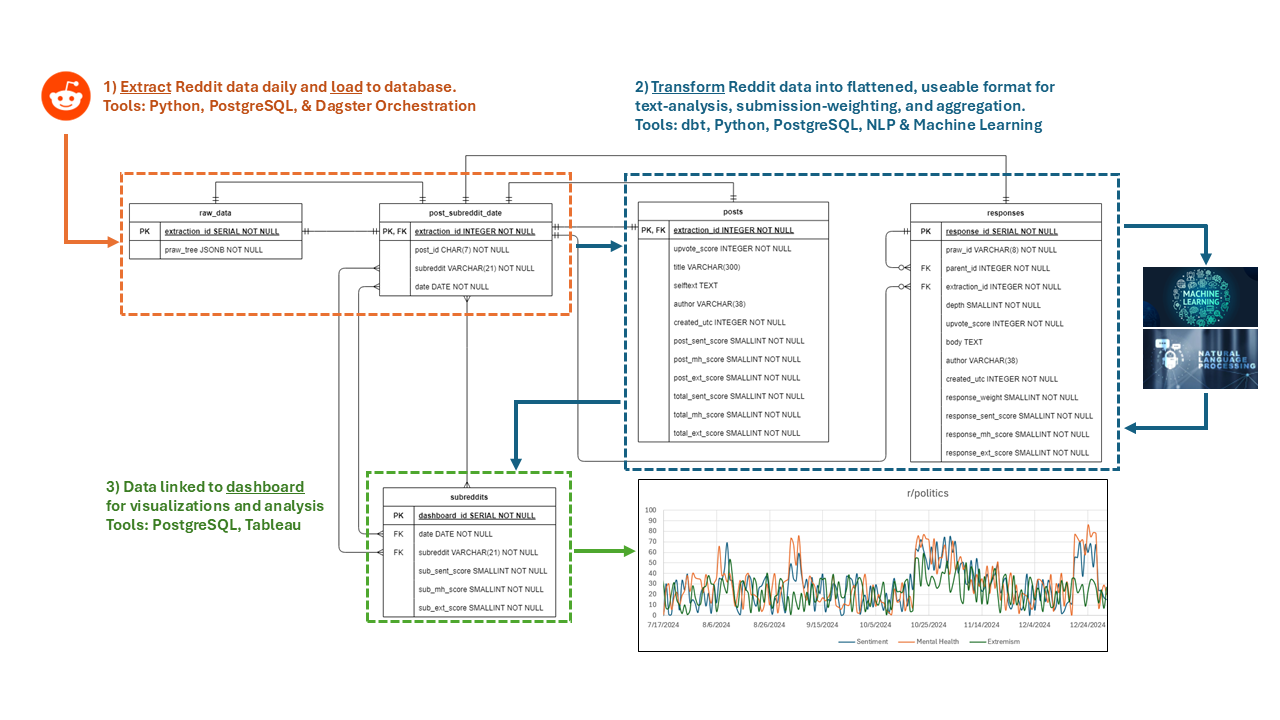 1) Extract Reddit data daily and load to database.
Tools: Python, PostgreSQL, & Dagster Orchestration
2) Transform Reddit data into flattened, useable format for
text-analysis, submission-weighting, and aggregation.
Tools: dbt, Python, PostgreSQL, NLP & Machine Learning
raw_data
PK extraction_id SERIAL NOT NULL
praw_tree JSONB NOT NULL
post_subreddit_date
PK, FK extraction_id INTEGER NOT NULL
post_id CHAR(7) NOT NULL
subreddit VARCHAR(21) NOT NULL
date DATE NOT NULL
posts
PK, FK extraction_id INTEGER NOT NULL
upvote_score INTEGER NOT NULL
title VARCHAR(300)
selftext TEXT
author VARCHAR(38)
created_utc INTEGER NOT NULL
post_sent_score SMALLINT NOT NULL
post_mh_score SMALLINT NOT NULL
post_ext_score SMALLINT NOT NULL
total_sent_score SMALLINT NOT NULL
total_mh_score SMALLINT NOT NULL
total_ext_score SMALLINT NOT NULL
responses
PK response_id SERIAL NOT NULL
praw_id VARCHAR(8) NOT NULL
FK parent_id INTEGER NOT NULL
FK extraction_id INTEGER NOT NULL
depth SMALLINT NOT NULL
upvote_score INTEGER NOT NULL
body TEXT
author VARCHAR(38)
created_utc INTEGER NOT NULL
response_weight SMALLINT NOT NULL
response_sent_score SMALLINT NOT NULL
response_mh_score SMALLINT NOT NULL
response_ext_score SMALLINT NOT NULL
MACHINE
LEARNING
NATURAL
LANGUAGE
PROCESSING
3) Data linked to dashboard
for visualizations and analysis
Tools: PostgreSQL, Tableau
subreddits
PK dashboard_id SERIAL NOT NULL
FK date DATE NOT NULL
FK subreddit VARCHAR(21) NOT NULL
sub_sent_score SMALLINT NOT NULL
sub_mh_score SMALLINT NOT NULL
sub_ext_score SMALLINT NOT NULL
r/politics
100
90
80
70
60
50
40
30
20
10
0
7/17/2024 8/6/2024 8/26/2024 9/15/2024 10/5/2024 10/25/2024 11/14/2024 12/4/2024 12/24/2024
Sentiment Mental Health Extremism